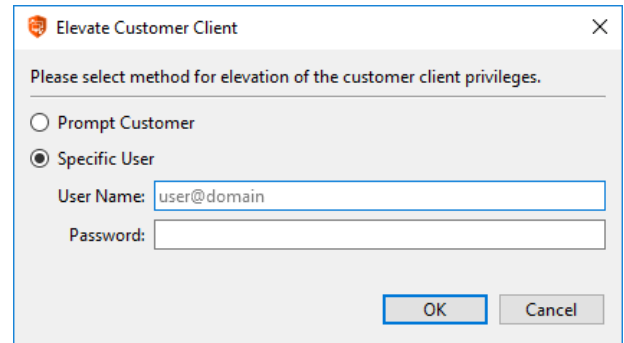 Elevate Customer Client
Please select method for elevation of the customer client privileges.
Prompt Customer
Specific User
User Name: user@domain
Password:
OK Cancel